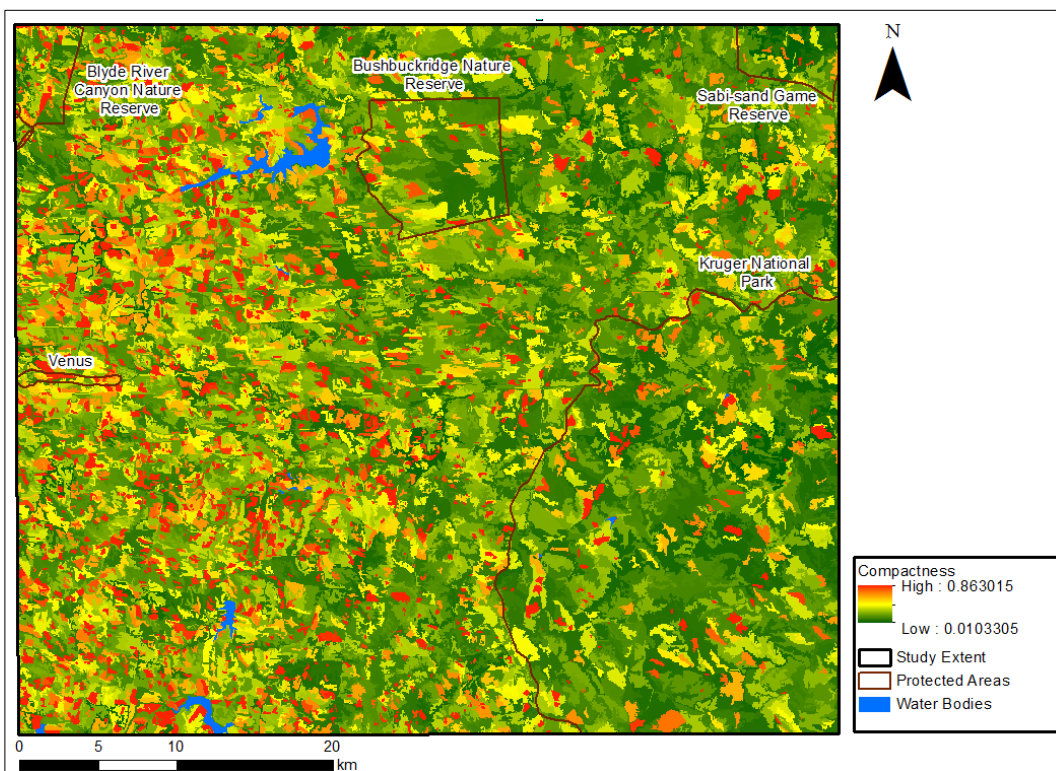 N
Blyde River
Canyon Nature
Reserve
Bushbuckridge Nature
Reserve
Sabi-sand Game
Reserve
Kruger National
Park
Venus
Compactness
High : 0.863015
Low : 0.0103305
Study Extent
Protected Areas
Water Bodies
0 5 10 20
km